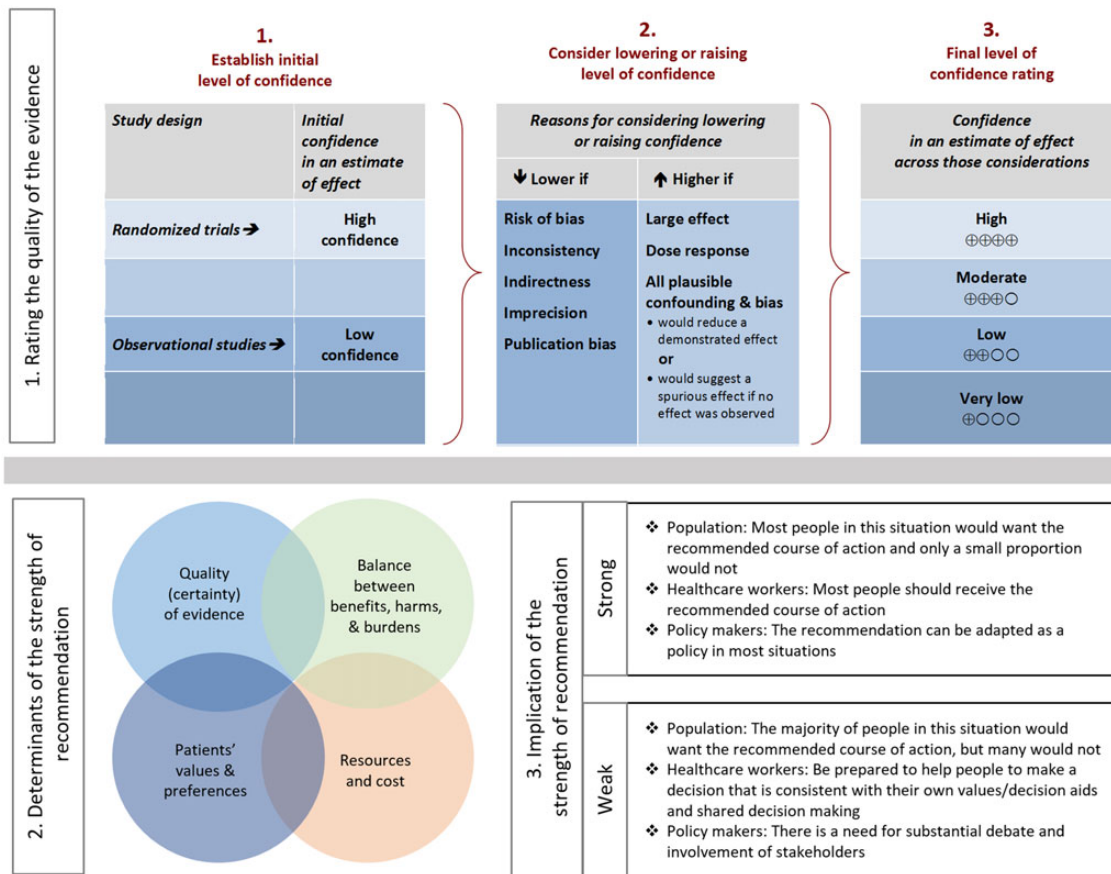 1. Rating the quality of the evidence
1.
Establish initial
level of confidence
Study design
Initial
confidence
in an estimate
of effect
Randomized trials ➔
High
confidence
Observational studies ➔
Low
confidence
2.
Consider lowering or raising
level of confidence
Reasons for considering lowering
or raising confidence
🡻 Lower if
🡹 Higher if
Risk of bias
Inconsistency
Indirectness
Imprecision
Publication bias
Large effect
Dose response
All plausible
confounding & bias
• would reduce a
demonstrated effect
or
• would suggest a
spurious effect if no
effect was observed
3.
Final level of
confidence rating
Confidence
in an estimate of effect
across those considerations
High
⊕⊕⊕⊕
Moderate
⊕⊕⊕○
Low
⊕⊕○○
Very low
⊕○○○
2. Determinants of the strength of
recommendation
Quality
(certainty)
of evidence
Balance
between
benefits, harms,
& burdens
Patients’
values &
preferences
Resources
and cost
3. Implication of the
strength of recommendation
Strong
❖ Population: Most people in this situation would want the
recommended course of action and only a small proportion
would not
❖ Healthcare workers: Most people should receive the
recommended course of action
❖ Policy makers: The recommendation can be adapted as a
policy in most situations
Weak
❖ Population: The majority of people in this situation would
want the recommended course of action, but many would not
❖ Healthcare workers: Be prepared to help people to make a
decision that is consistent with their own values/decision aids
and shared decision making
❖ Policy makers: There is a need for substantial debate and
involvement of stakeholders